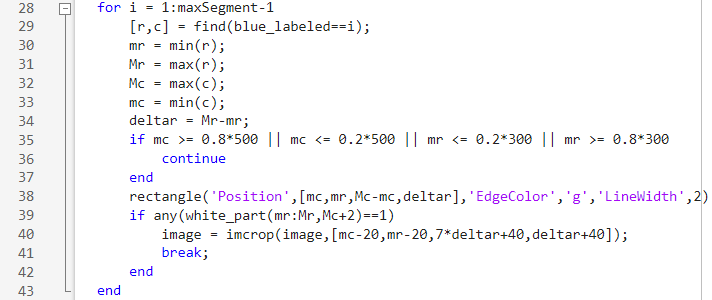 28 for i = 1:maxSegment-1
29 [r,c] = find(blue_labeled==i);
30 mr = min(r);
31 Mr = max(r);
32 Mc = max(c);
33 mc = min(c);
34 deltar = Mr-mr;
35 if mc >= 0.8*500 || mc <= 0.2*500 || mr <= 0.2*300 || mr >= 0.8*300
36 continue
37 end
38 rectangle('Position',[mc,mr,Mc-mc,deltar],'EdgeColor','g','LineWidth',2)
39 if any(white_part(mr:Mr,Mc+2)==1)
40 image = imcrop(image,[mc-20,mr-20,7*deltar+40,deltar+40]);
41 break;
42 end
43 end